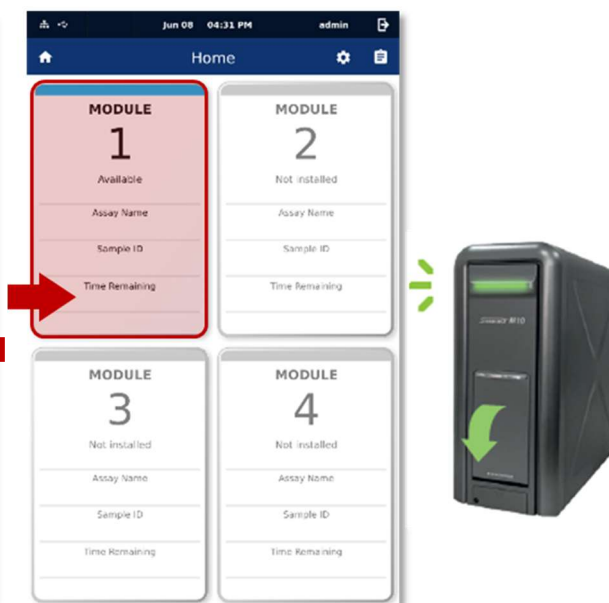 Jun 08 04:31 PM admin
Home
MODULE
1
Available
Assay Name
Sample ID
Time Remaining
MODULE
2
Not installed
Assay Name
Sample ID
Time Remaining
MODULE
3
Not installed
Assay Name
Sample ID
Time Remaining
MODULE
4
Not installed
Assay Name
Sample ID
Time Remaining
M10